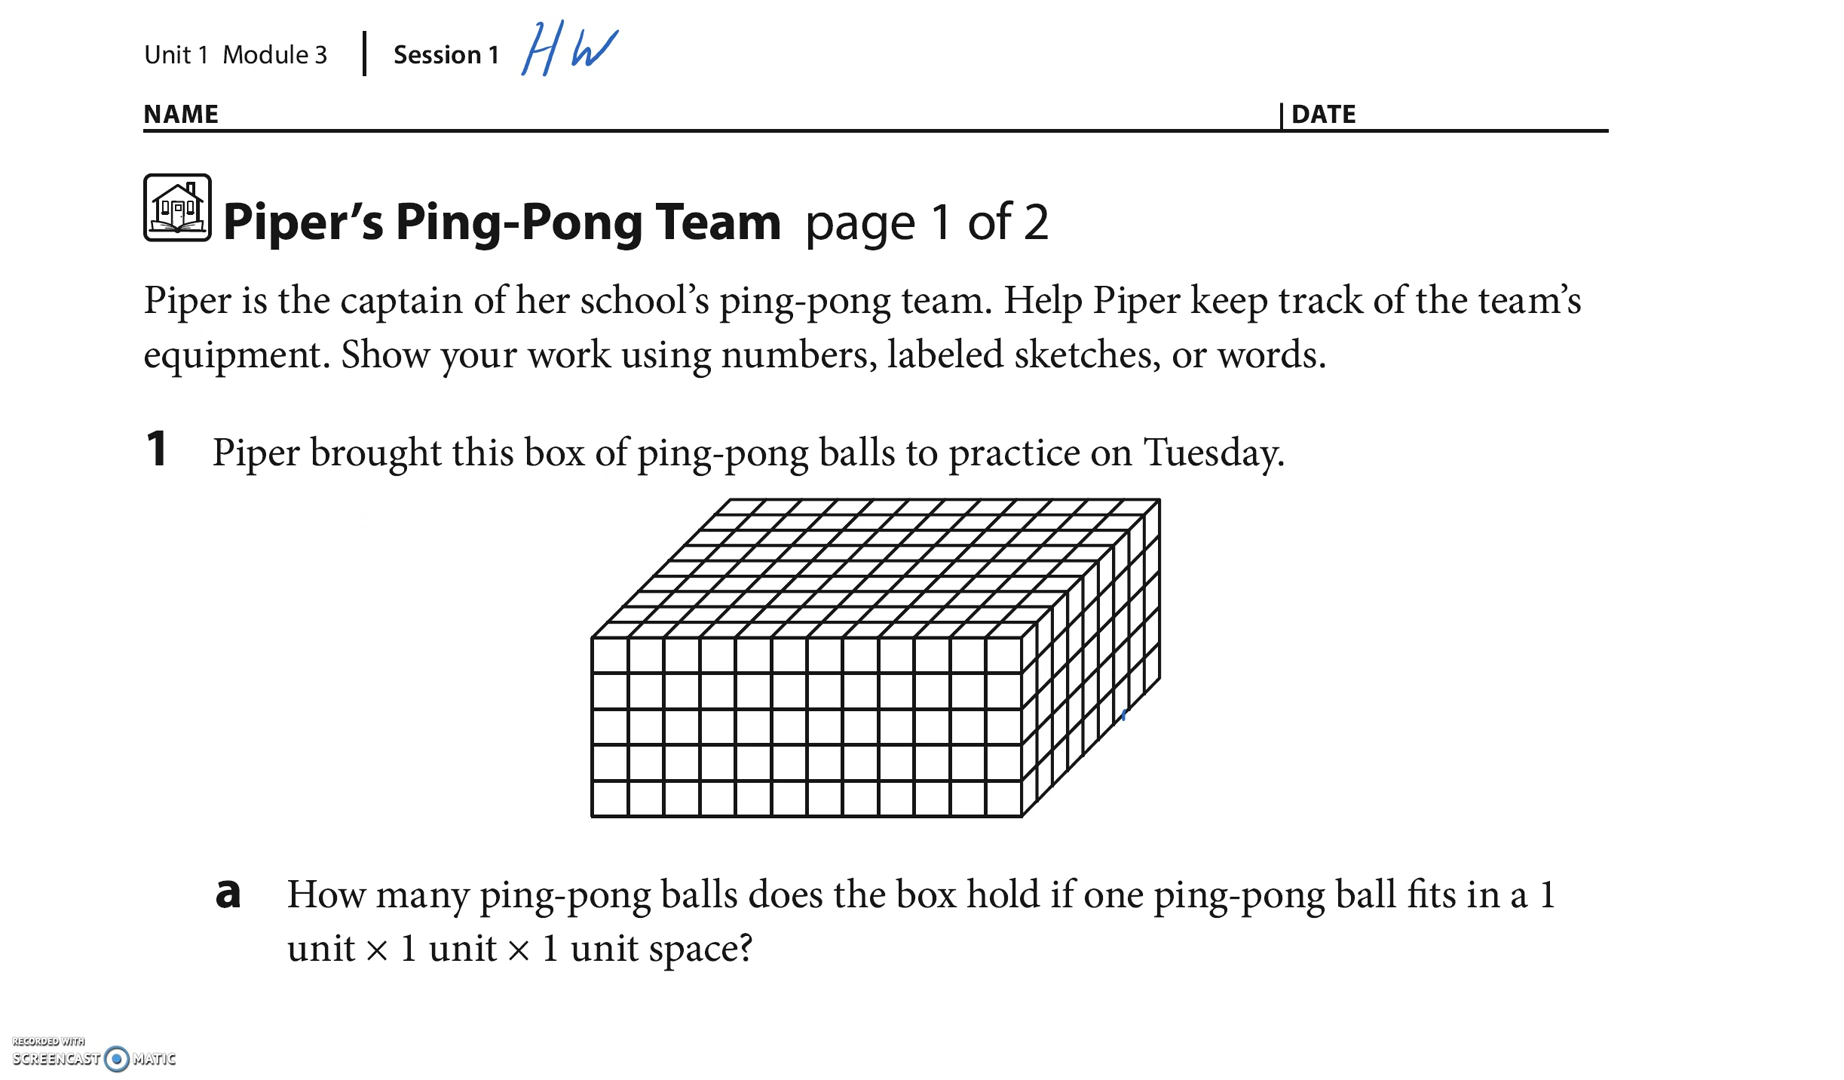 Unit 1 Module 3 | Session 1 HW
NAME | DATE
Piper's Ping-Pong Team page 1 of 2
Piper is the captain of her school's ping-pong team. Help Piper keep track of the team's
equipment. Show your work using numbers, labeled sketches, or words.
1 Piper brought this box of ping-pong balls to practice on Tuesday.
a How many ping-pong balls does the box hold if one ping-pong ball fits in a 1
unit × 1 unit × 1 unit space?
RECORDED WITH
SCREENCAST MATIC